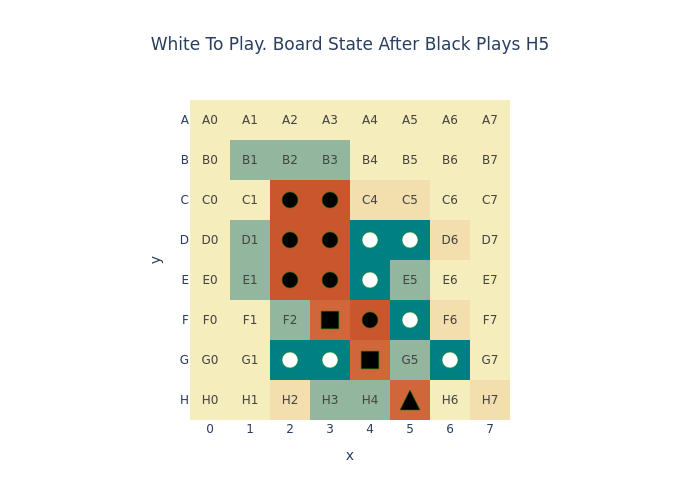 White To Play. Board State After Black Plays H5
A A0 A1 A2 A3 A4 A5 A6 A7
B B0 B1 B2 B3 B4 B5 B6 B7
C C0 C1 C4 C5 C6 C7
D D0 D1 D6 D7
E E0 E1 E5 E6 E7
F F0 F1 F2 F6 F7
G G0 G1 G5 G7
H H0 H1 H2 H3 H4 H6 H7
0 1 2 3 4 5 6 7
x
y